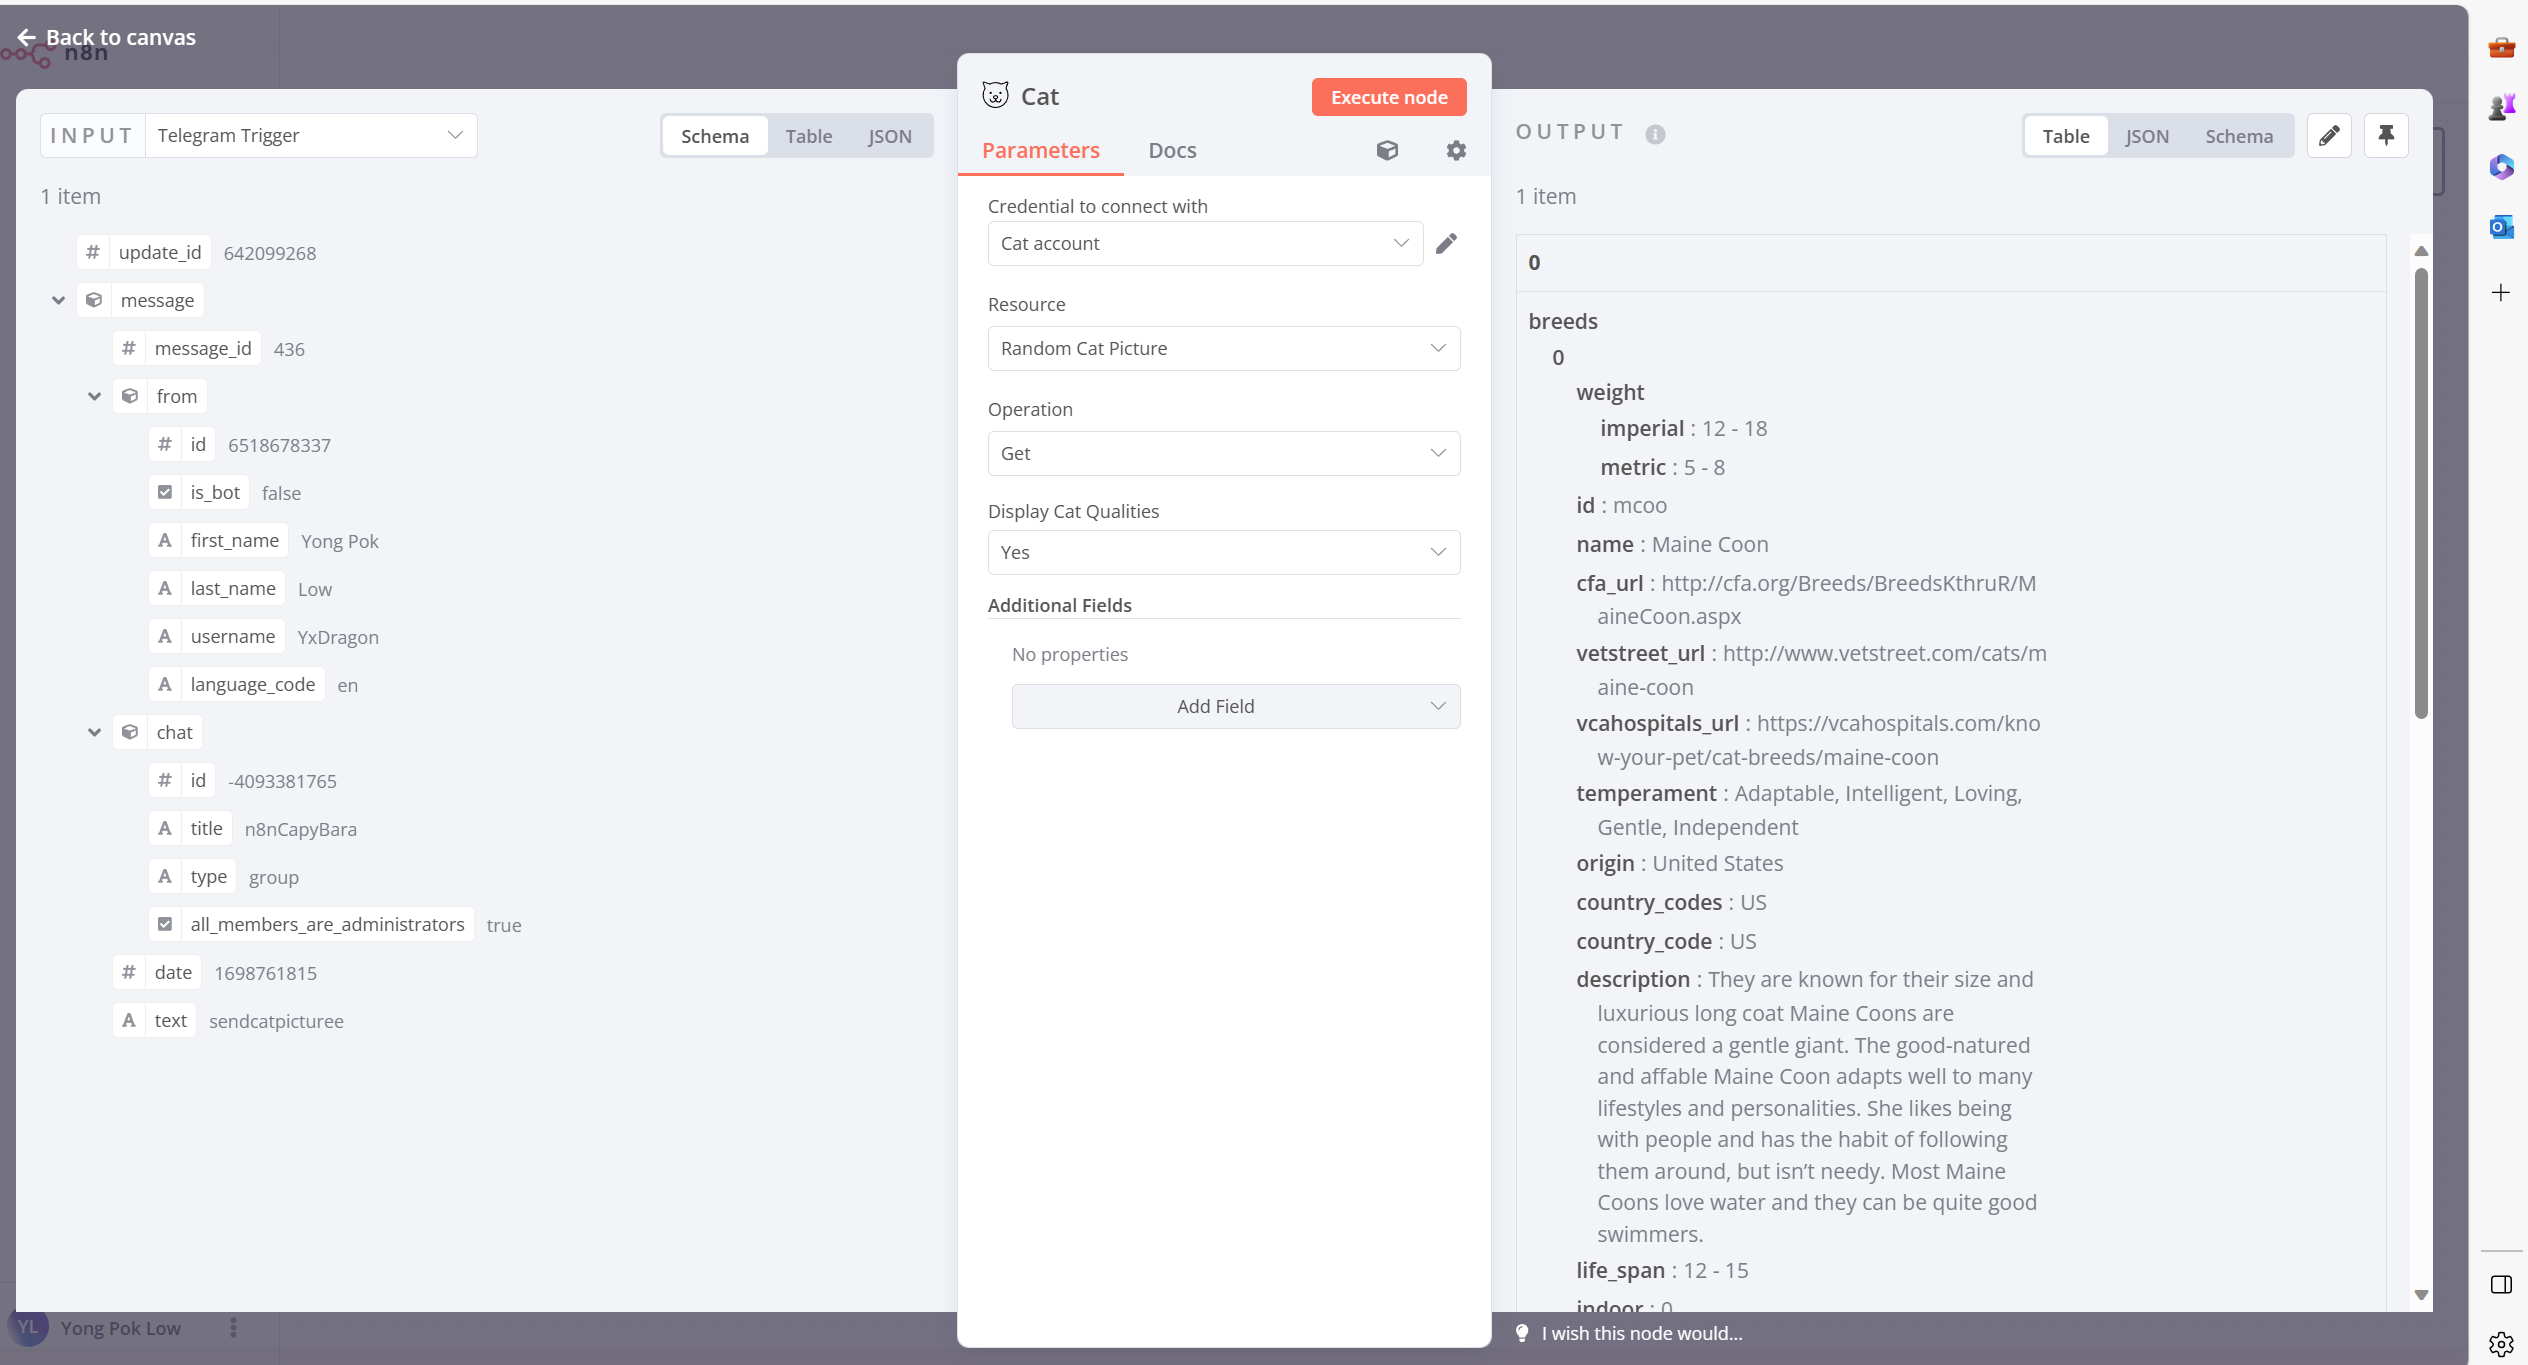 Back to canvas
n8n
INPUT Telegram Trigger
Schema Table JSON
1 item
# update_id 642099268
message
# message_id 436
from
# id 6518678337
is_bot false
A first_name Yong Pok
A last_name Low
A username YxDragon
A language_code en
chat
# id -4093381765
A title n8nCapyBara
A type group
all_members_are_administrators true
# date 1698761815
A text sendcatpicturee
YL Yong Pok Low
Cat
Execute node
Parameters Docs
Credential to connect with
Cat account
Resource
Random Cat Picture
Operation
Get
Display Cat Qualities
Yes
Additional Fields
No properties
Add Field
OUTPUT
Table JSON Schema
1 item
0
breeds
0
weight
imperial : 12 - 18
metric : 5 - 8
id : mcoo
name : Maine Coon
cfa_url : http://cfa.org/Breeds/BreedsKthruR/M
aineCoon.aspx
vetstreet_url : http://www.vetstreet.com/cats/m
aine-coon
vcahospitals_url : https://vcahospitals.com/kno
w-your-pet/cat-breeds/maine-coon
temperament : Adaptable, Intelligent, Loving,
Gentle, Independent
origin : United States
country_codes : US
country_code : US
description : They are known for their size and
luxurious long coat Maine Coons are
considered a gentle giant. The good-natured
and affable Maine Coon adapts well to many
lifestyles and personalities. She likes being
with people and has the habit of following
them around, but isn’t needy. Most Maine
Coons love water and they can be quite good
swimmers.
life_span : 12 - 15
indoor : 0
I wish this node would...